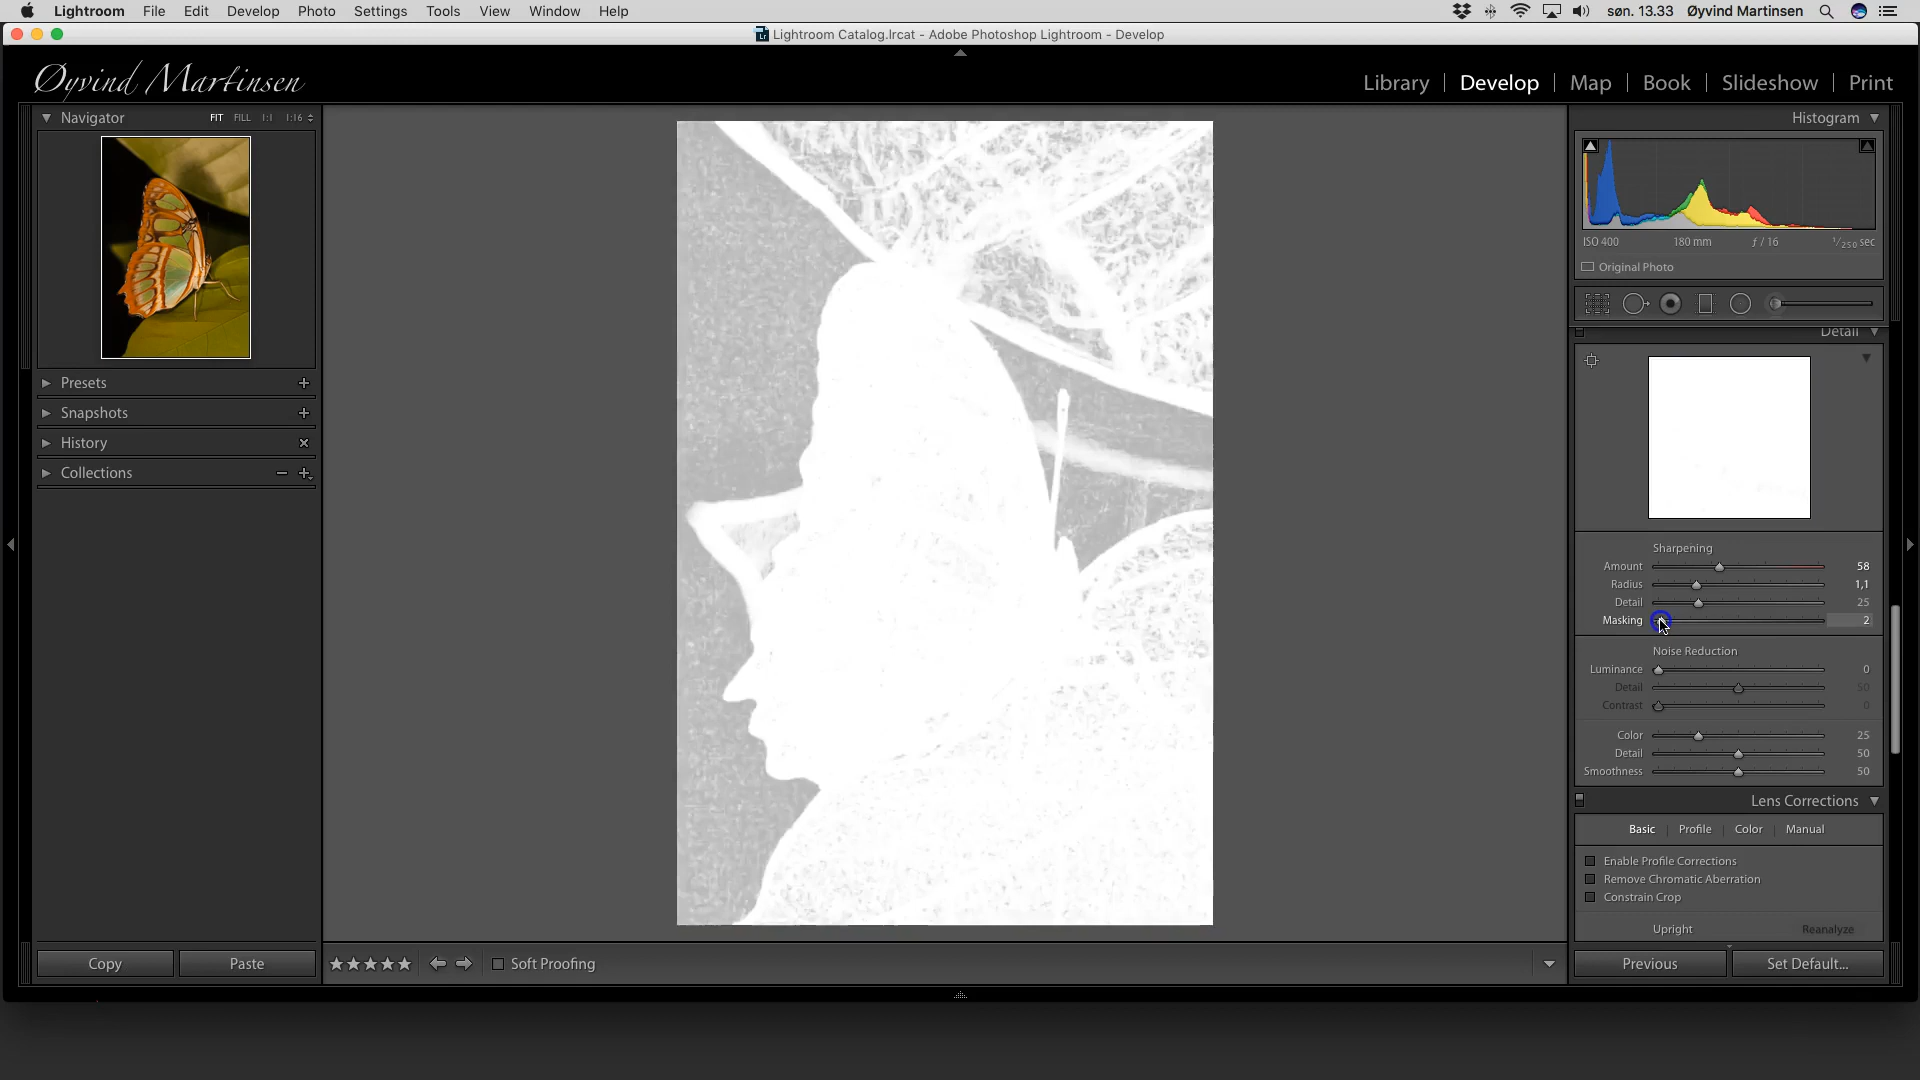 Lightroom File Edit Develop Photo Settings Tools View Window Help søn. 13.33 Øyvind Martinsen
Lightroom Catalog.lrcat - Adobe Photoshop Lightroom - Develop
Øyvind Martinsen
Library | Develop | Map | Book | Slideshow | Print
Navigator FIT FILL 1:1 1:16
Presets
Snapshots
History
Collections
Copy Paste
Soft Proofing
Histogram
ISO 400 180 mm ƒ / 16 1/250 sec
Original Photo
Detail
Sharpening
Amount 58
Radius 1,1
Detail 25
Masking 2
Noise Reduction
Luminance 0
Detail 50
Contrast 0
Color 25
Detail 50
Smoothness 50
Lens Corrections
Basic | Profile | Color | Manual
Enable Profile Corrections
Remove Chromatic Aberration
Constrain Crop
Upright Reanalyze
Previous Set Default...